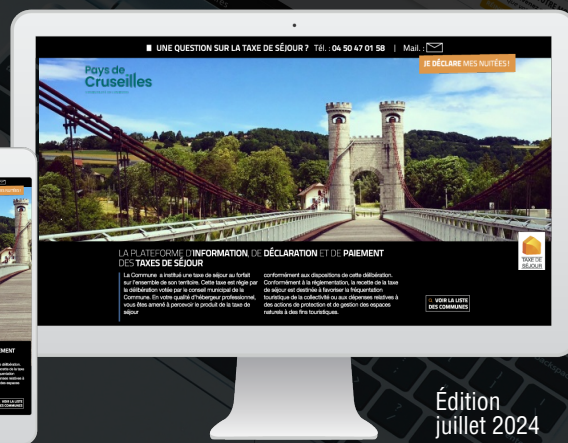 UNE QUESTION SUR LA TAXE DE SÉJOUR ? Tél. : 04 50 47 01 58 | Mail. :
JE DÉCLARE MES NUITÉES !
Pays de
Cruseilles
LA PLATEFORME D'INFORMATION, DE DÉCLARATION ET DE PAIEMENT
DES TAXES DE SÉJOUR
La Commune a institué une taxe de séjour au forfait
sur l'ensemble de son territoire. Cette taxe est régie par
la délibération votée par le conseil municipal de la
Commune. En votre qualité d'hébergeur professionnel,
vous êtes amené à percevoir le produit de la taxe de
séjour
conformément aux dispositions de cette délibération.
Conformément à la réglementation, la recette de la taxe
de séjour est destinée à favoriser la fréquentation
touristique de la collectivité ou aux dépenses relatives à
des actions de protection et de gestion des espaces
naturels à des fins touristiques.
TAXE DE
SÉJOUR
VOIR LA LISTE
DES COMMUNES
Édition
juillet 2024